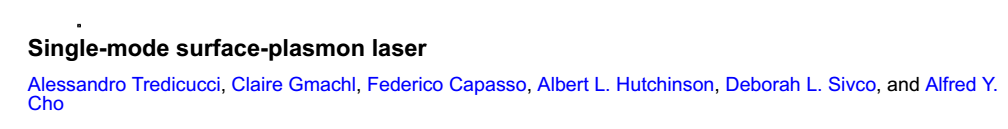 Single-mode surface-plasmon laser
Alessandro Tredicucci, Claire Gmachl, Federico Capasso, Albert L. Hutchinson, Deborah L. Sivco, and Alfred Y.
Cho